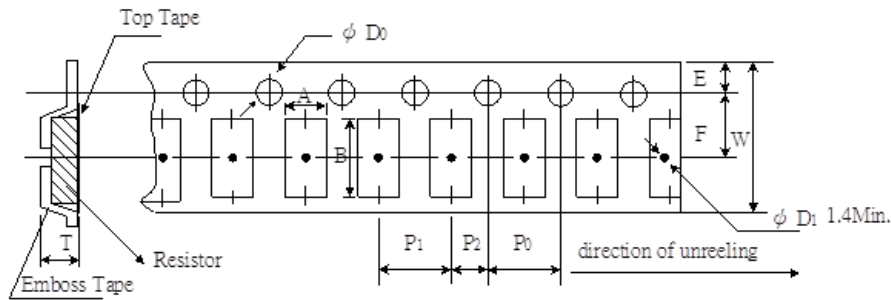 Top Tape
ϕ D0
A
E
B
F
W
ϕ D1 1.4Min.
T
Resistor
P1
P2
P0
direction of unreeling
Emboss Tape